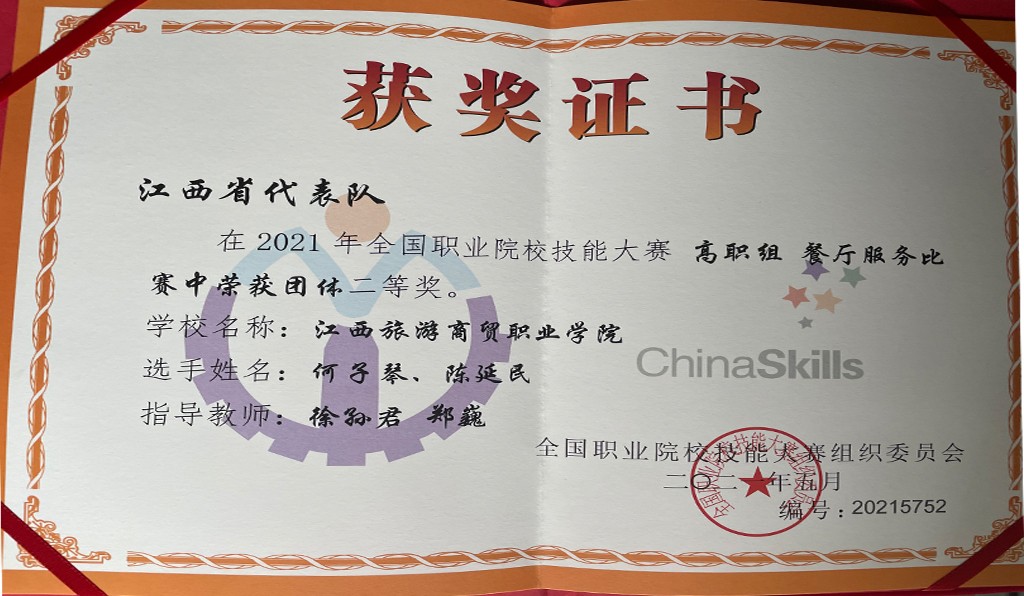 获奖证书
江西省代表队
在 2021 年全国职业院校技能大赛 高职组 餐厅服务比
赛中荣获团体二等奖。
学校名称：江西旅游商贸职业学院
选手姓名：何子琴、陈延民
指导教师：徐孙君 郑巍
ChinaSkills
全国职业院校技能大赛组织委员会
二〇二一年五月
编号：20215752